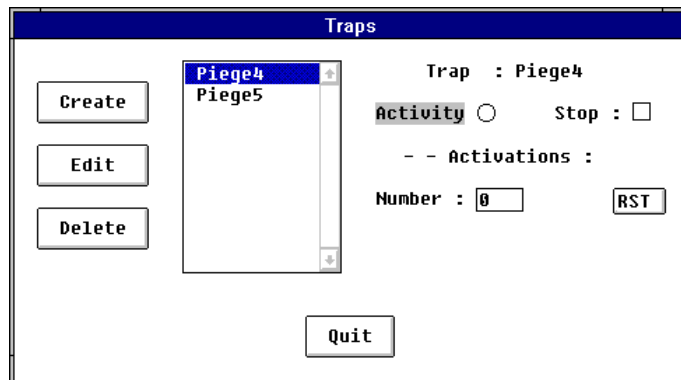 Traps
Create
Edit
Delete
Piege4
Piege5
Trap : Piege4
Activity Stop :
- - Activations :
Number : 0 RST
Quit